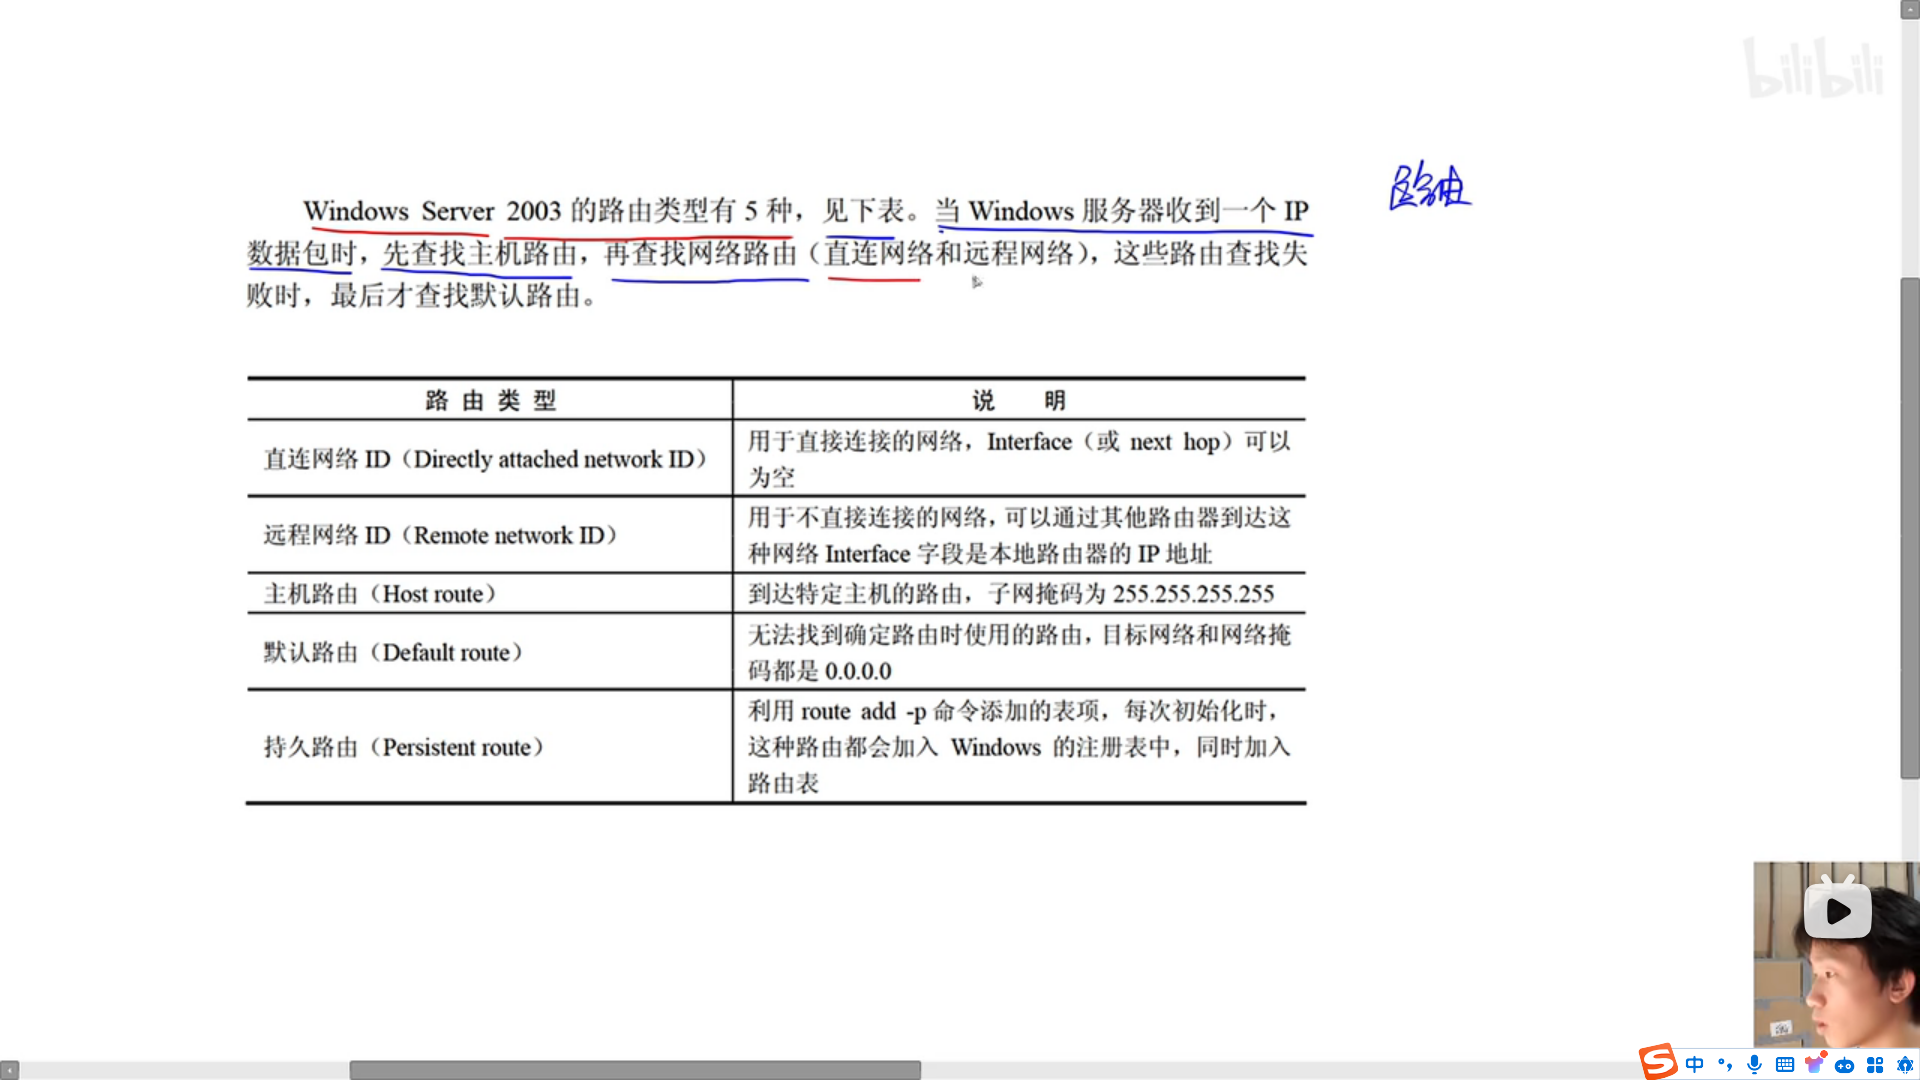 bilibili
路由
Windows Server 2003 的路由类型有 5 种，见下表。当 Windows 服务器收到一个 IP
数据包时，先查找主机路由，再查找网络路由（直连网络和远程网络），这些路由查找失
败时，最后才查找默认路由。
路 由 类 型
说 明
直连网络 ID（Directly attached network ID）
用于直接连接的网络，Interface（或 next hop）可以
为空
远程网络 ID（Remote network ID）
用于不直接连接的网络，可以通过其他路由器到达这
种网络 Interface 字段是本地路由器的 IP 地址
主机路由（Host route）
到达特定主机的路由，子网掩码为 255.255.255.255
默认路由（Default route）
无法找到确定路由时使用的路由，目标网络和网络掩
码都是 0.0.0.0
持久路由（Persistent route）
利用 route add -p 命令添加的表项，每次初始化时，
这种路由都会加入 Windows 的注册表中，同时加入
路由表
中